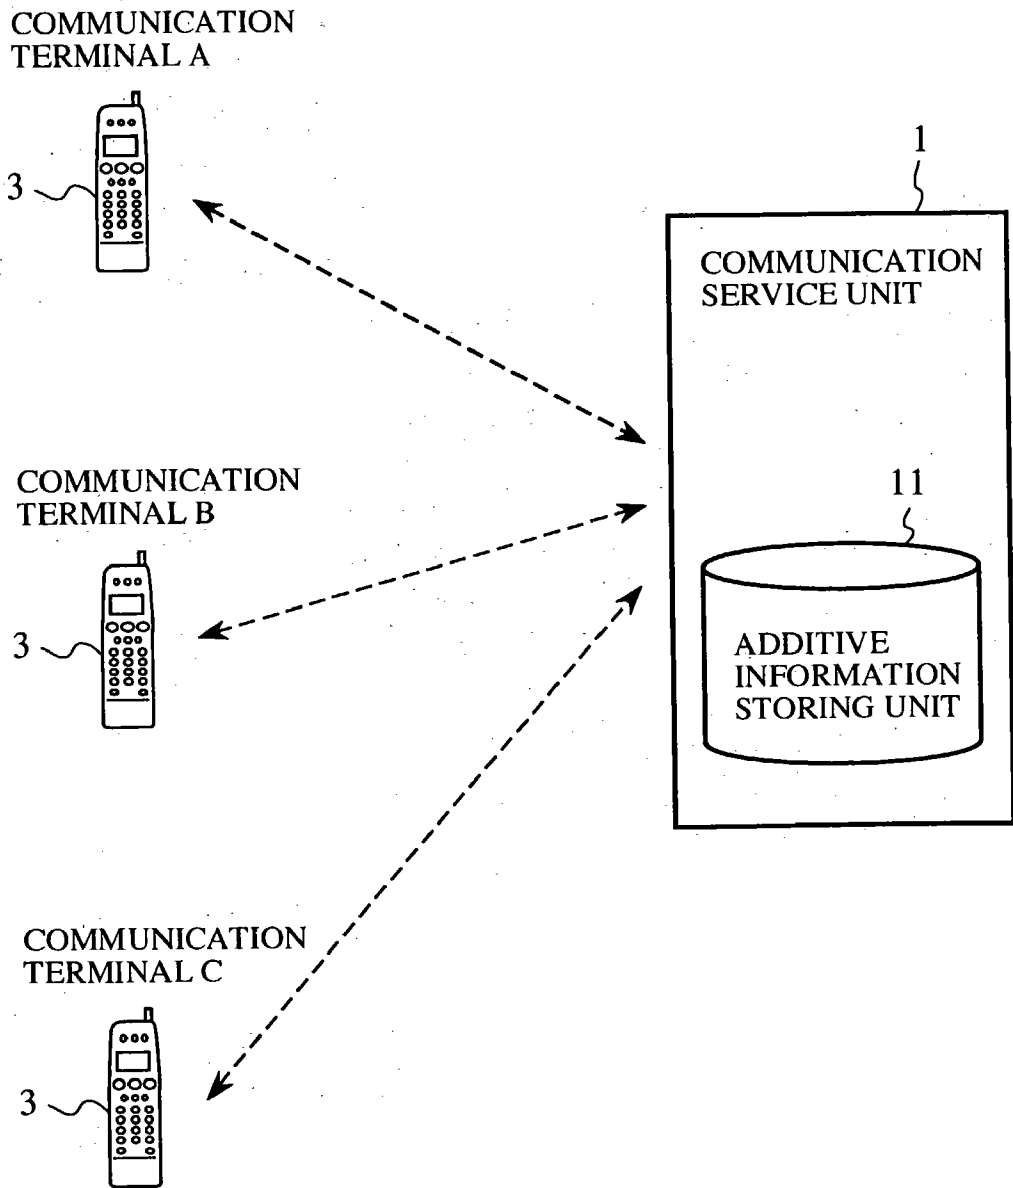 COMMUNICATION
TERMINAL A
3
1
COMMUNICATION
SERVICE UNIT
COMMUNICATION
TERMINAL B
3
11
ADDITIVE
INFORMATION
STORING UNIT
COMMUNICATION
TERMINAL C
3